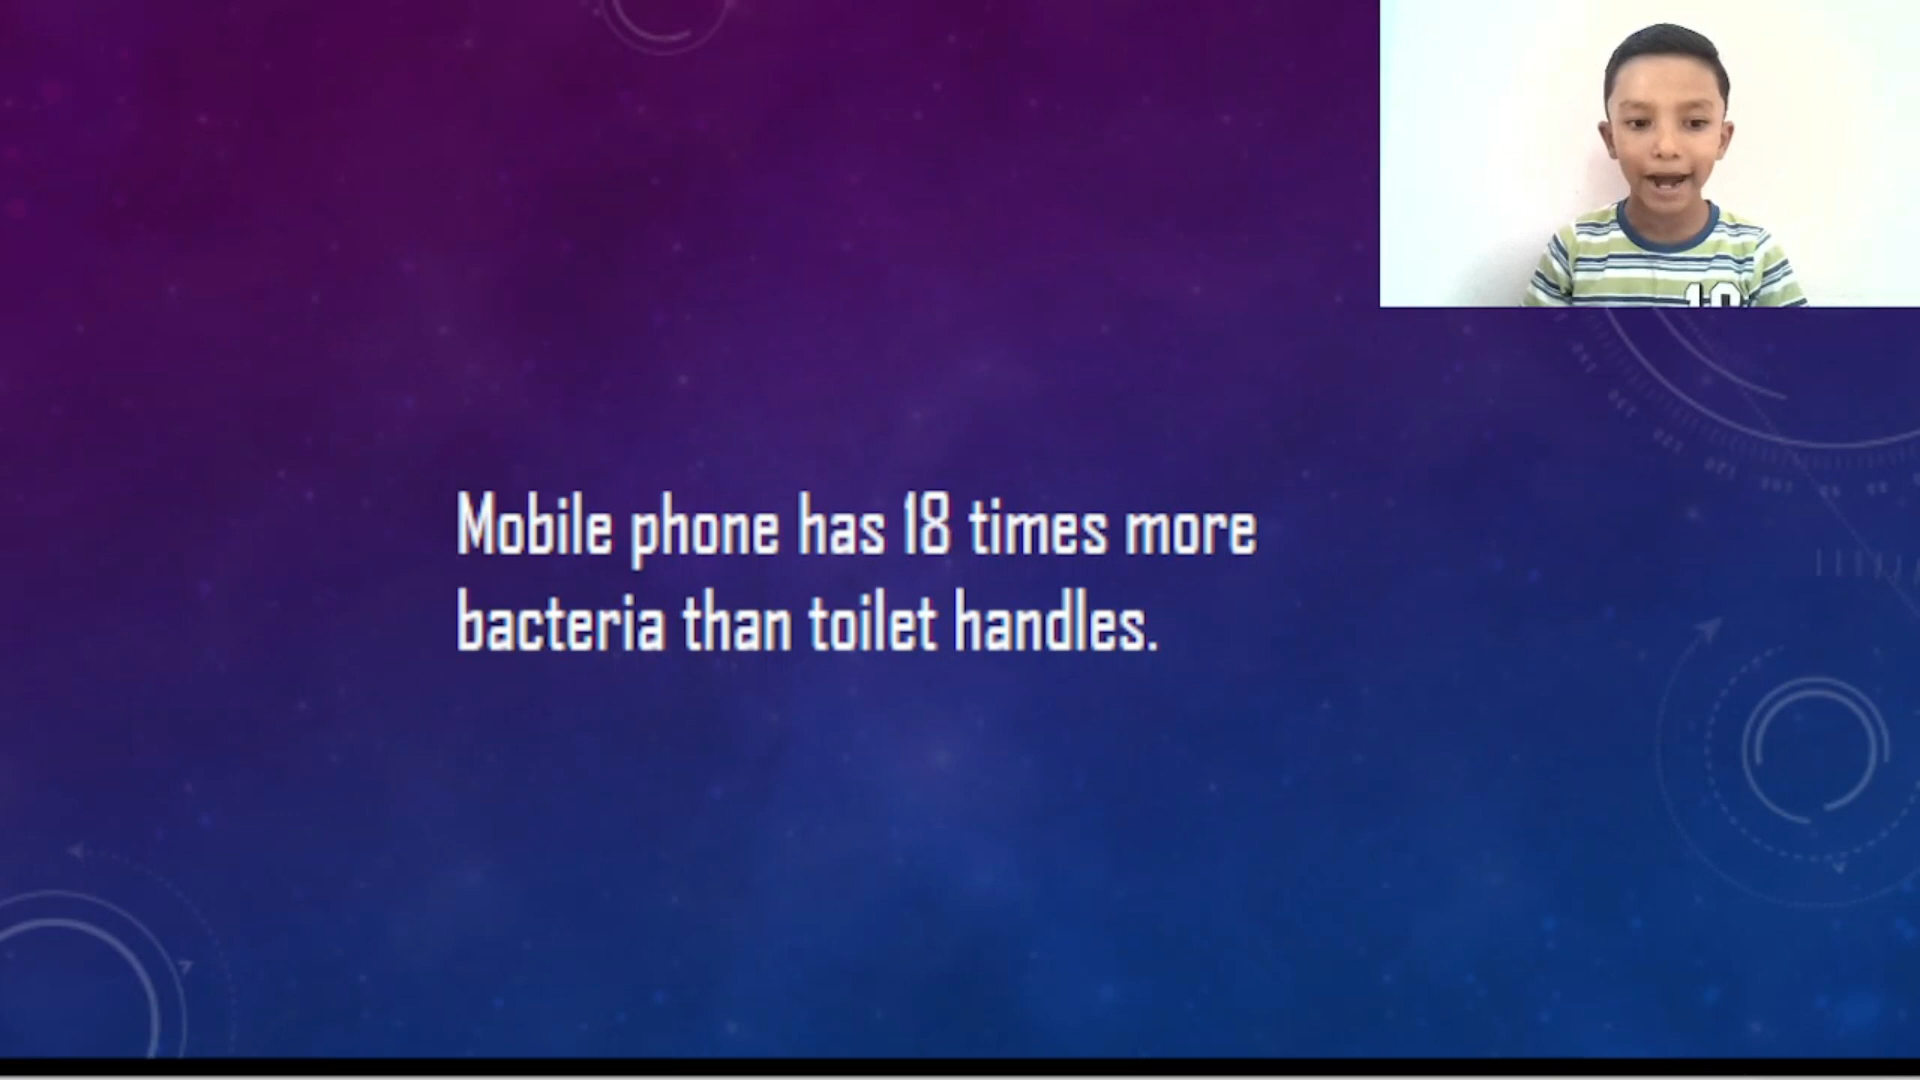 Mobile phone has 18 times more
bacteria than toilet handles.